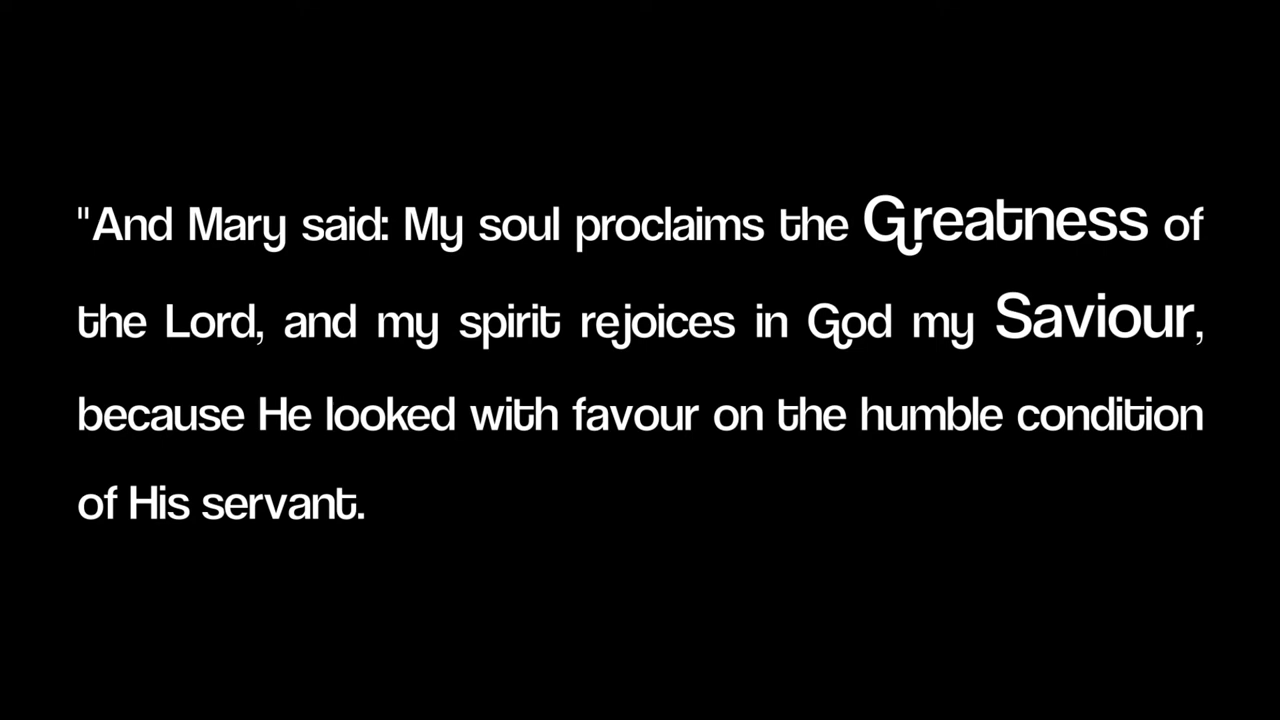 "And Mary said: My soul proclaims the Greatness of
the Lord, and my spirit rejoices in God my Saviour,
because He looked with favour on the humble condition
of His servant.